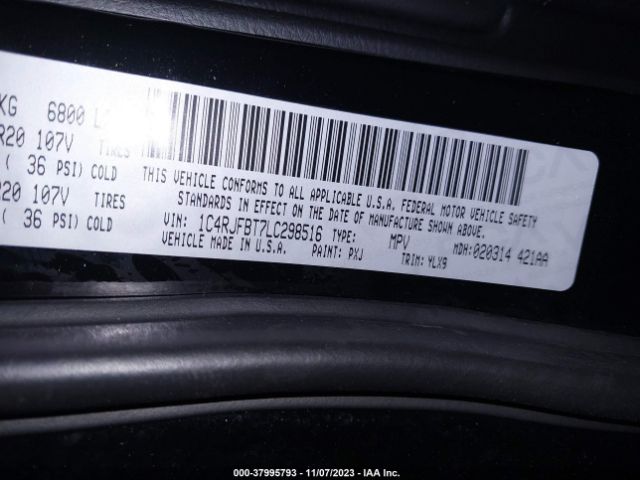 KG 6800 L
R20 107V TIRES
( 36 PSI) COLD
R20 107V TIRES
( 36 PSI) COLD
THIS VEHICLE CONFORMS TO ALL APPLICABLE U.S.A. FEDERAL MOTOR VEHICLE SAFETY
STANDARDS IN EFFECT ON THE DATE OF MANUFACTURE SHOWN ABOVE.
VIN: 1C4RJFBT7LC298516 TYPE: MPV MDH:020314 421AA
VEHICLE MADE IN U.S.A. PAINT: PXJ TRIM: YLX9
000-37995793 - 11/07/2023 - IAA Inc.